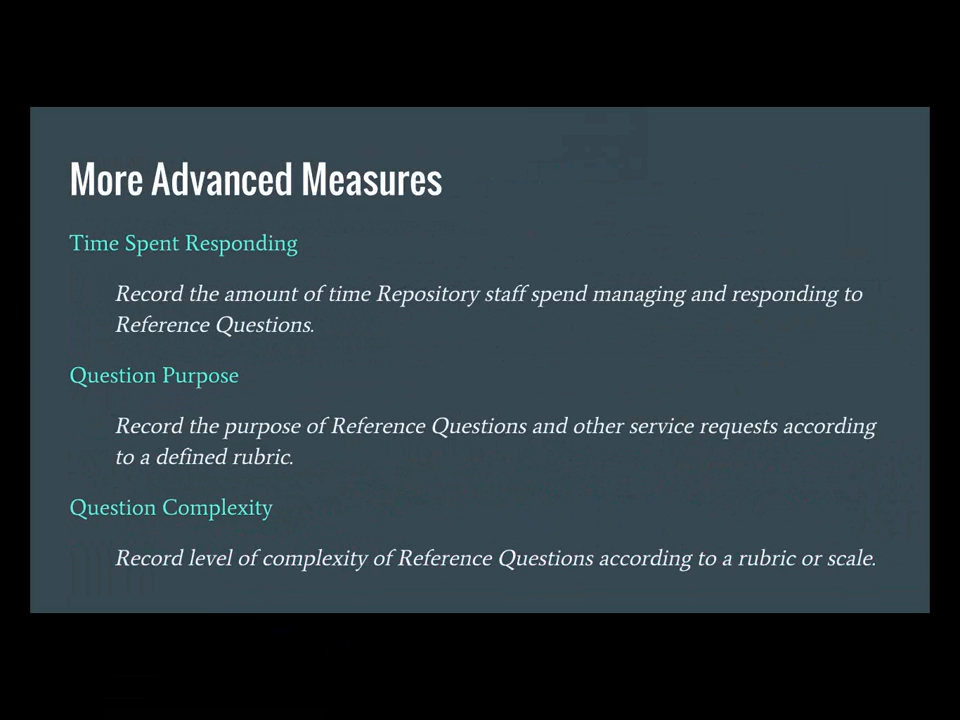 More Advanced Measures
Time Spent Responding
Record the amount of time Repository staff spend managing and responding to
Reference Questions.
Question Purpose
Record the purpose of Reference Questions and other service requests according
to a defined rubric.
Question Complexity
Record level of complexity of Reference Questions according to a rubric or scale.